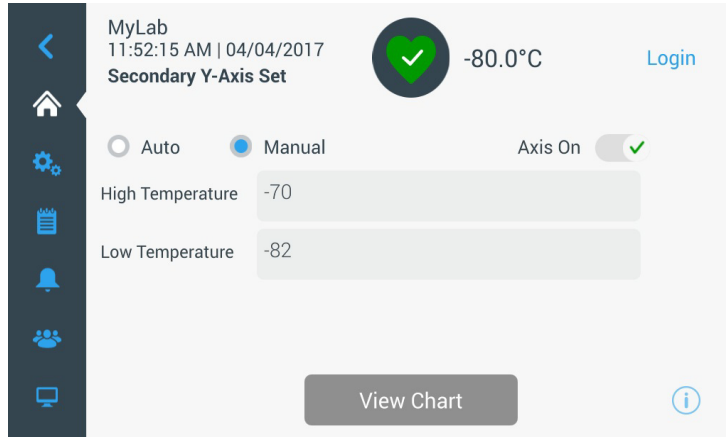 MyLab
11:52:15 AM | 04/04/2017
Secondary Y-Axis Set
-80.0°C
Login
Auto
Manual
Axis On
High Temperature
-70
Low Temperature
-82
View Chart
i